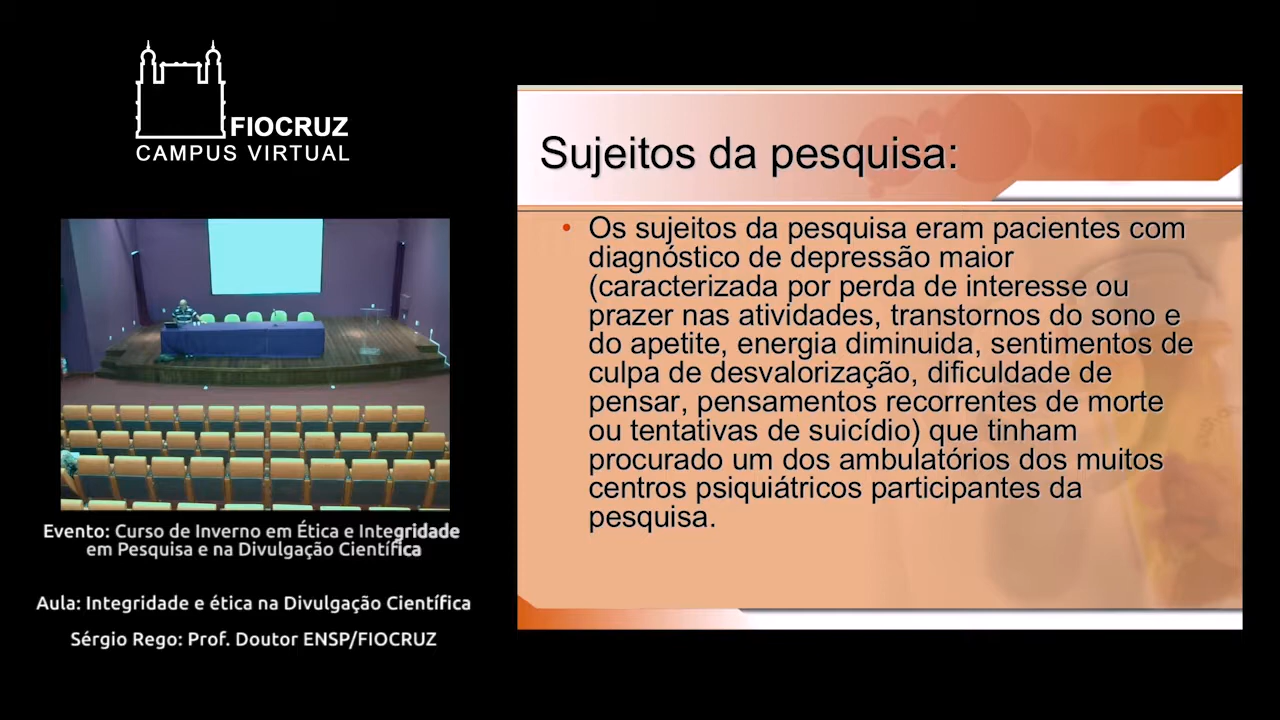 FIOCRUZ
CAMPUS VIRTUAL
Evento: Curso de Inverno em Ética e Integridade
em Pesquisa e na Divulgação Científica
Aula: Integridade e ética na Divulgação Científica
Sérgio Rego: Prof. Doutor ENSP/FIOCRUZ
Sujeitos da pesquisa:
• Os sujeitos da pesquisa eram pacientes com
diagnóstico de depressão maior
(caracterizada por perda de interesse ou
prazer nas atividades, transtornos do sono e
do apetite, energia diminuida, sentimentos de
culpa de desvalorização, dificuldade de
pensar, pensamentos recorrentes de morte
ou tentativas de suicídio) que tinham
procurado um dos ambulatórios dos muitos
centros psiquiátricos participantes da
pesquisa.